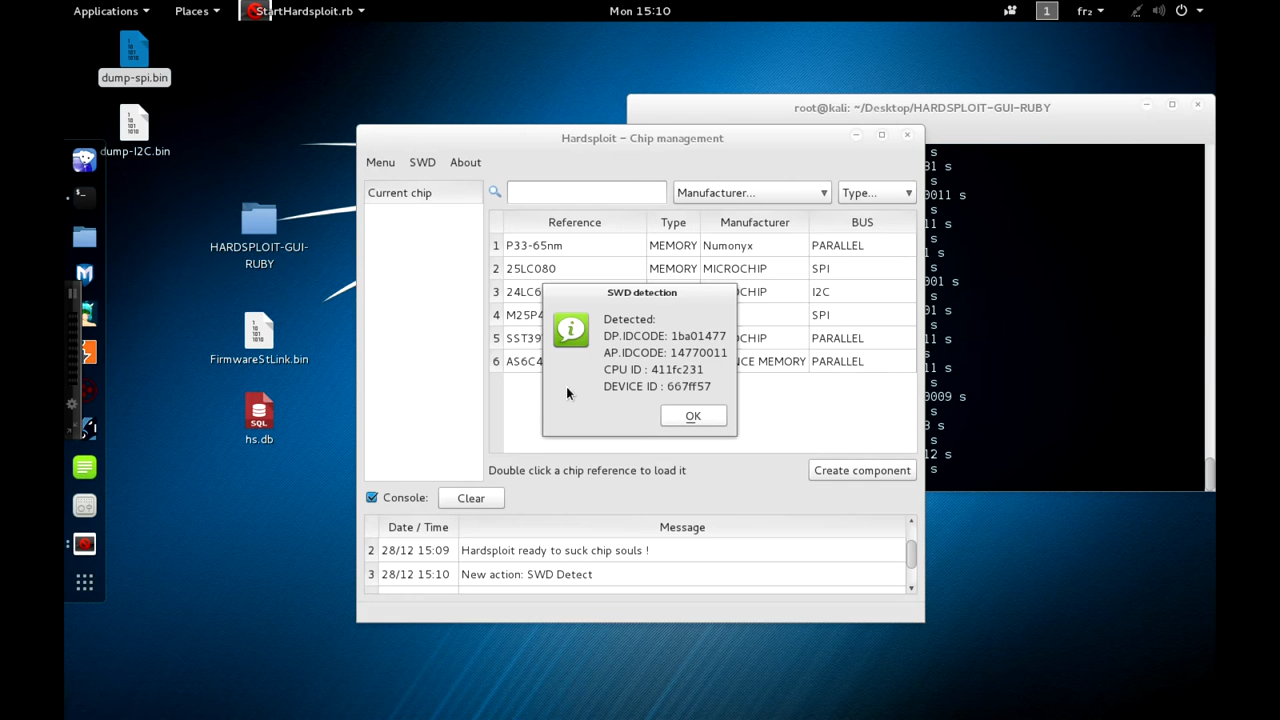 Applications Places StartHardsploit.rb Mon 15:10 1 fr₂
dump-spi.bin
dump-I2C.bin
HARDSPLOIT-GUI-
RUBY
FirmwareStLink.bin
SQL
hs.db
root@kali: ~/Desktop/HARDSPLOIT-GUI-RUBY
s
s
s
0011 s
s
s
s
s
s
001 s
s
s
s
s
s
s
s
0009 s
s
s
s
s
12 s
s
Hardsploit – Chip management
Menu SWD About
Current chip
Manufacturer... Type...
Reference Type Manufacturer BUS
1 P33-65nm MEMORY Numonyx PARALLEL
2 25LC080 MEMORY MICROCHIP SPI
3 24LC6 CHIP I2C
4 M25P4 SPI
5 SST39 CHIP PARALLEL
6 AS6C4 NCE MEMORY PARALLEL
SWD detection
Detected:
DP.IDCODE: 1ba01477
AP.IDCODE: 14770011
CPU ID : 411fc231
DEVICE ID : 667ff57
OK
Double click a chip reference to load it Create component
Console: Clear
Date / Time Message
2 28/12 15:09 Hardsploit ready to suck chip souls !
3 28/12 15:10 New action: SWD Detect